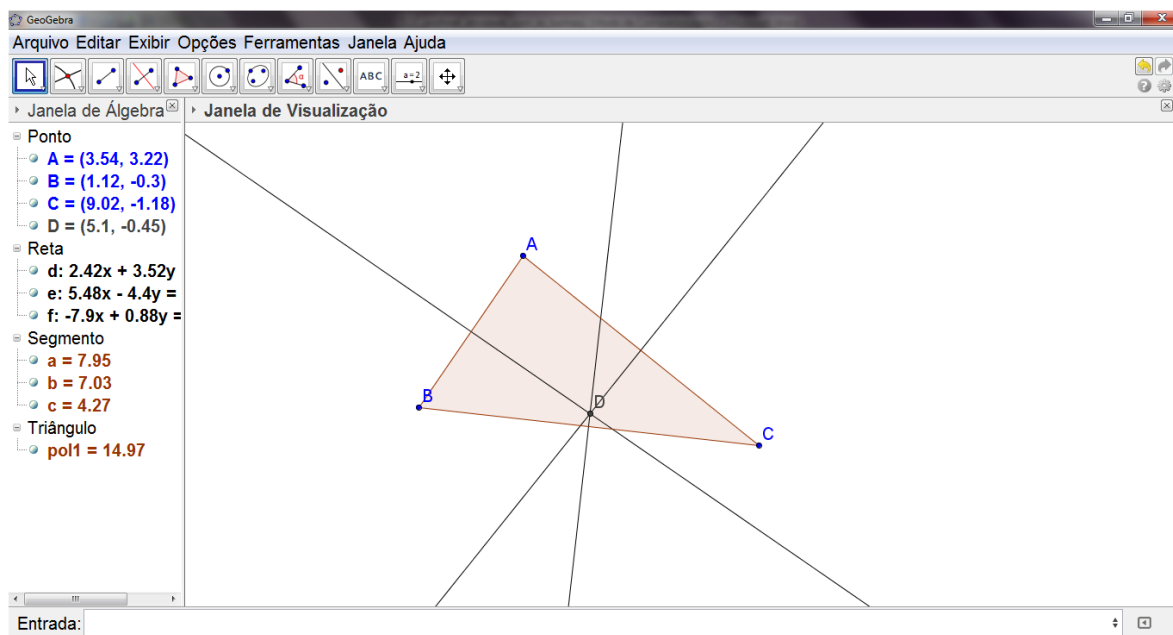 GeoGebra
Arquivo Editar Exibir Opções Ferramentas Janela Ajuda
ABC
a=2
α
Janela de Álgebra
Ponto
A = (3.54, 3.22)
B = (1.12, -0.3)
C = (9.02, -1.18)
D = (5.1, -0.45)
Reta
d: 2.42x + 3.52y
e: 5.48x - 4.4y =
f: -7.9x + 0.88y =
Segmento
a = 7.95
b = 7.03
c = 4.27
Triângulo
pol1 = 14.97
Janela de Visualização
A
B
D
C
Entrada: